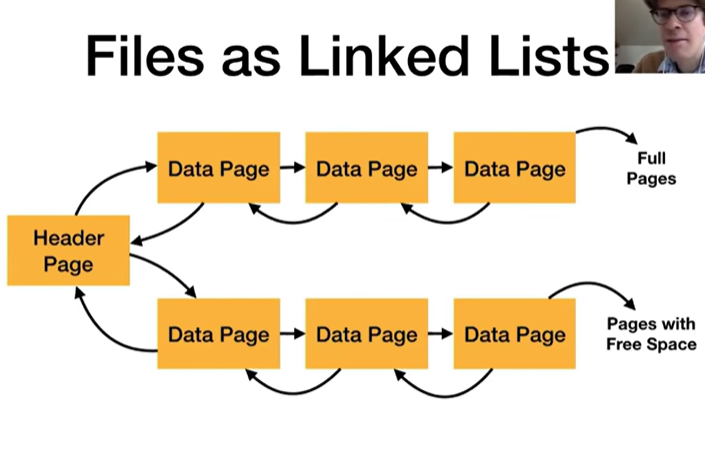 Files as Linked Lists
Data Page
Data Page
Data Page
Full
Pages
Header
Page
Data Page
Data Page
Data Page
Pages with
Free Space